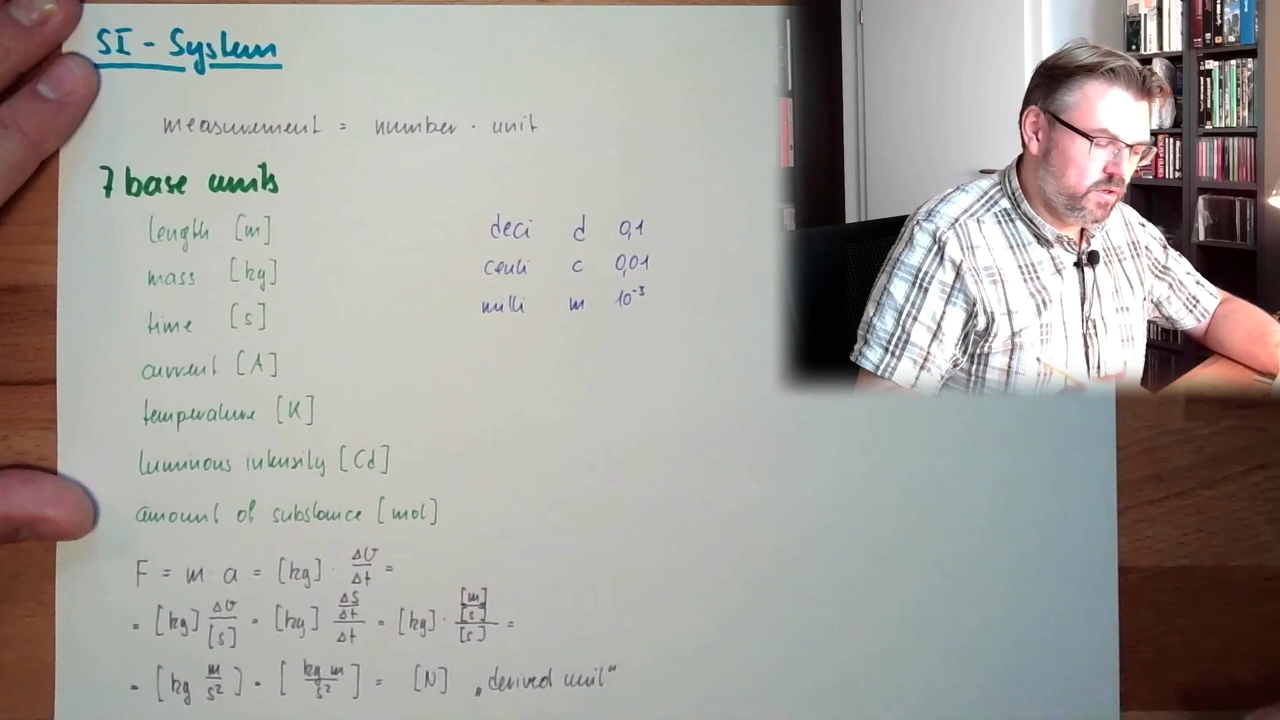 SI - System
measurement = number · unit
7 base units
length [m]
mass [kg]
time [s]
current [A]
temperature [K]
luminous intensity [Cd]
amount of substance [mol]
deci d 0,1
centi c 0,01
milli m 10⁻³
F = m · a = [kg] · Δv/Δt =
= [kg] Δv/[s] = [kg] (Δs/Δt)/Δt = [kg] · ([m]/[s])/[s] =
= [kg m/s²] = [kg m/s²] = [N] „derived unit"